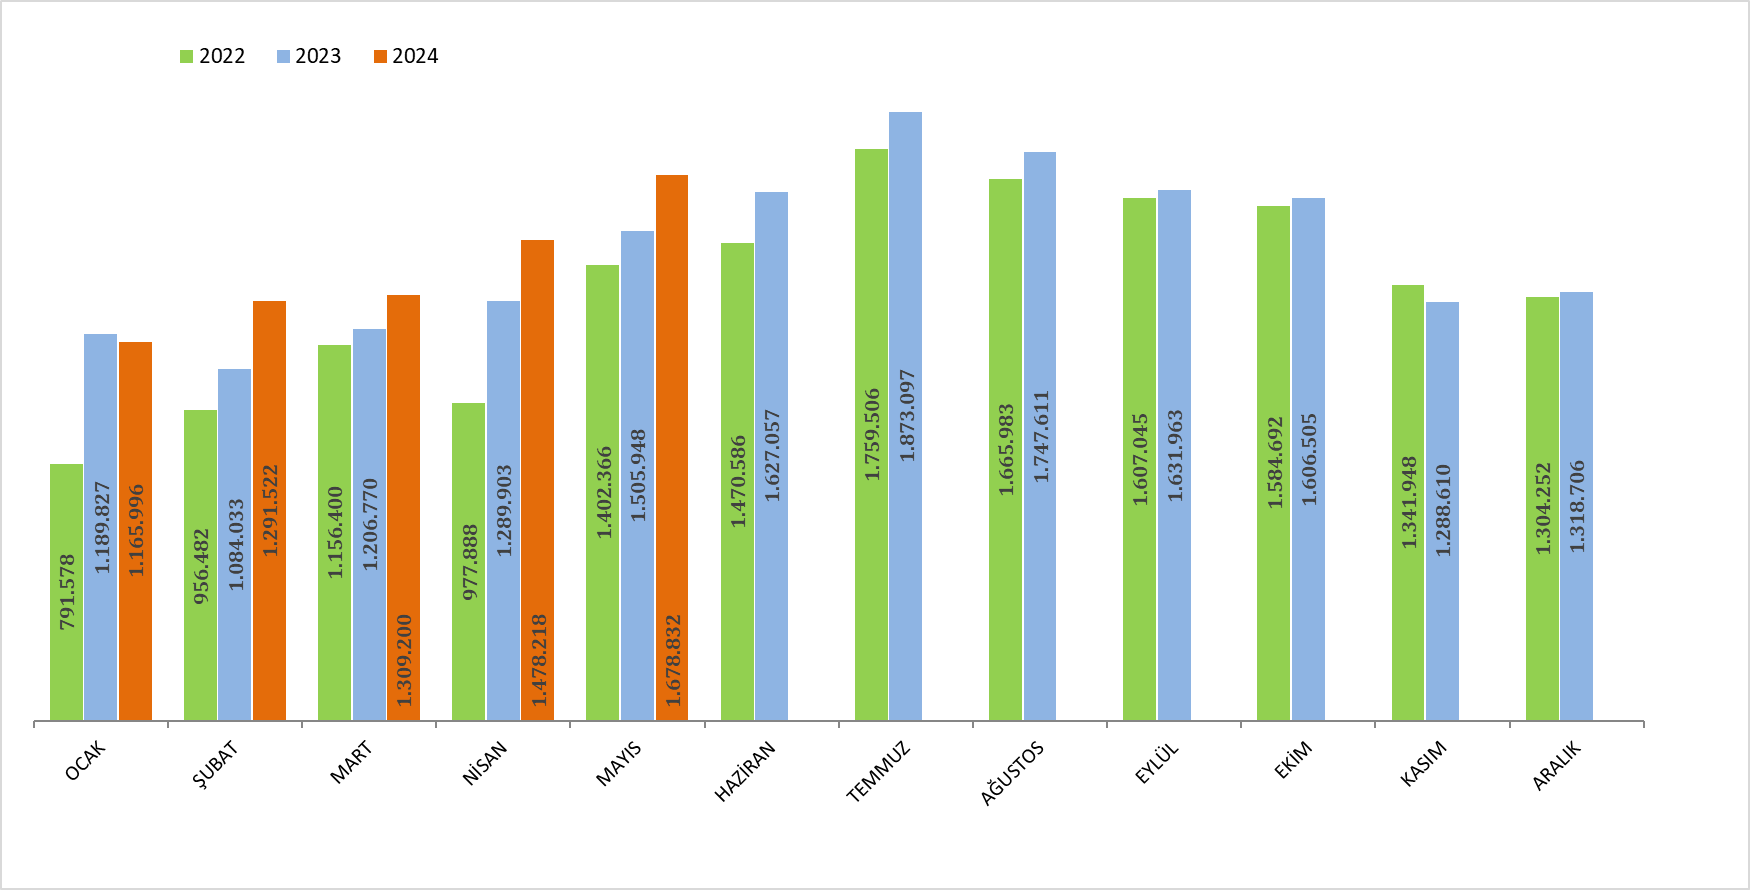 2022 2023 2024
791.578 1.189.827 1.165.996
956.482 1.084.033 1.291.522
1.156.400 1.206.770 1.309.200
977.888 1.289.903 1.478.218
1.402.366 1.505.948 1.678.832
1.470.586 1.627.057
1.759.506 1.873.097
1.665.983 1.747.611
1.607.045 1.631.963
1.584.692 1.606.505
1.341.948 1.288.610
1.304.252 1.318.706
OCAK ŞUBAT MART NİSAN MAYIS HAZİRAN TEMMUZ AĞUSTOS EYLÜL EKİM KASIM ARALIK